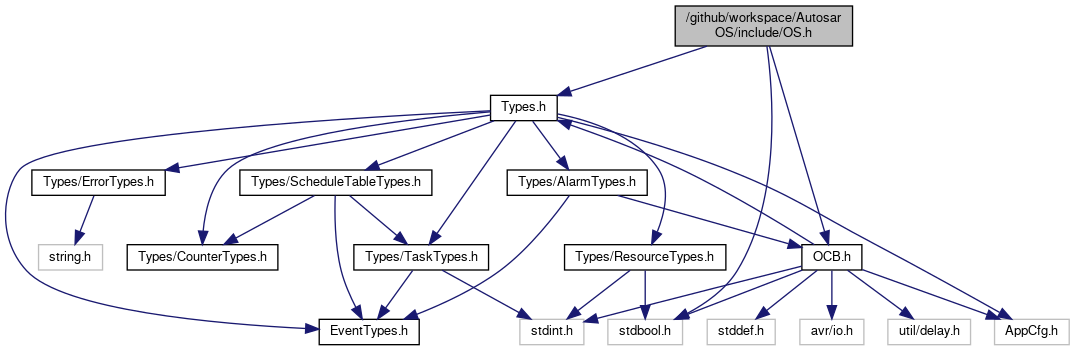 /github/workspace/Autosar
OS/include/OS.h
Types.h
Types/ErrorTypes.h
Types/ScheduleTableTypes.h
Types/AlarmTypes.h
string.h
Types/CounterTypes.h
Types/TaskTypes.h
Types/ResourceTypes.h
OCB.h
EventTypes.h
stdint.h
stdbool.h
stddef.h
avr/io.h
util/delay.h
AppCfg.h